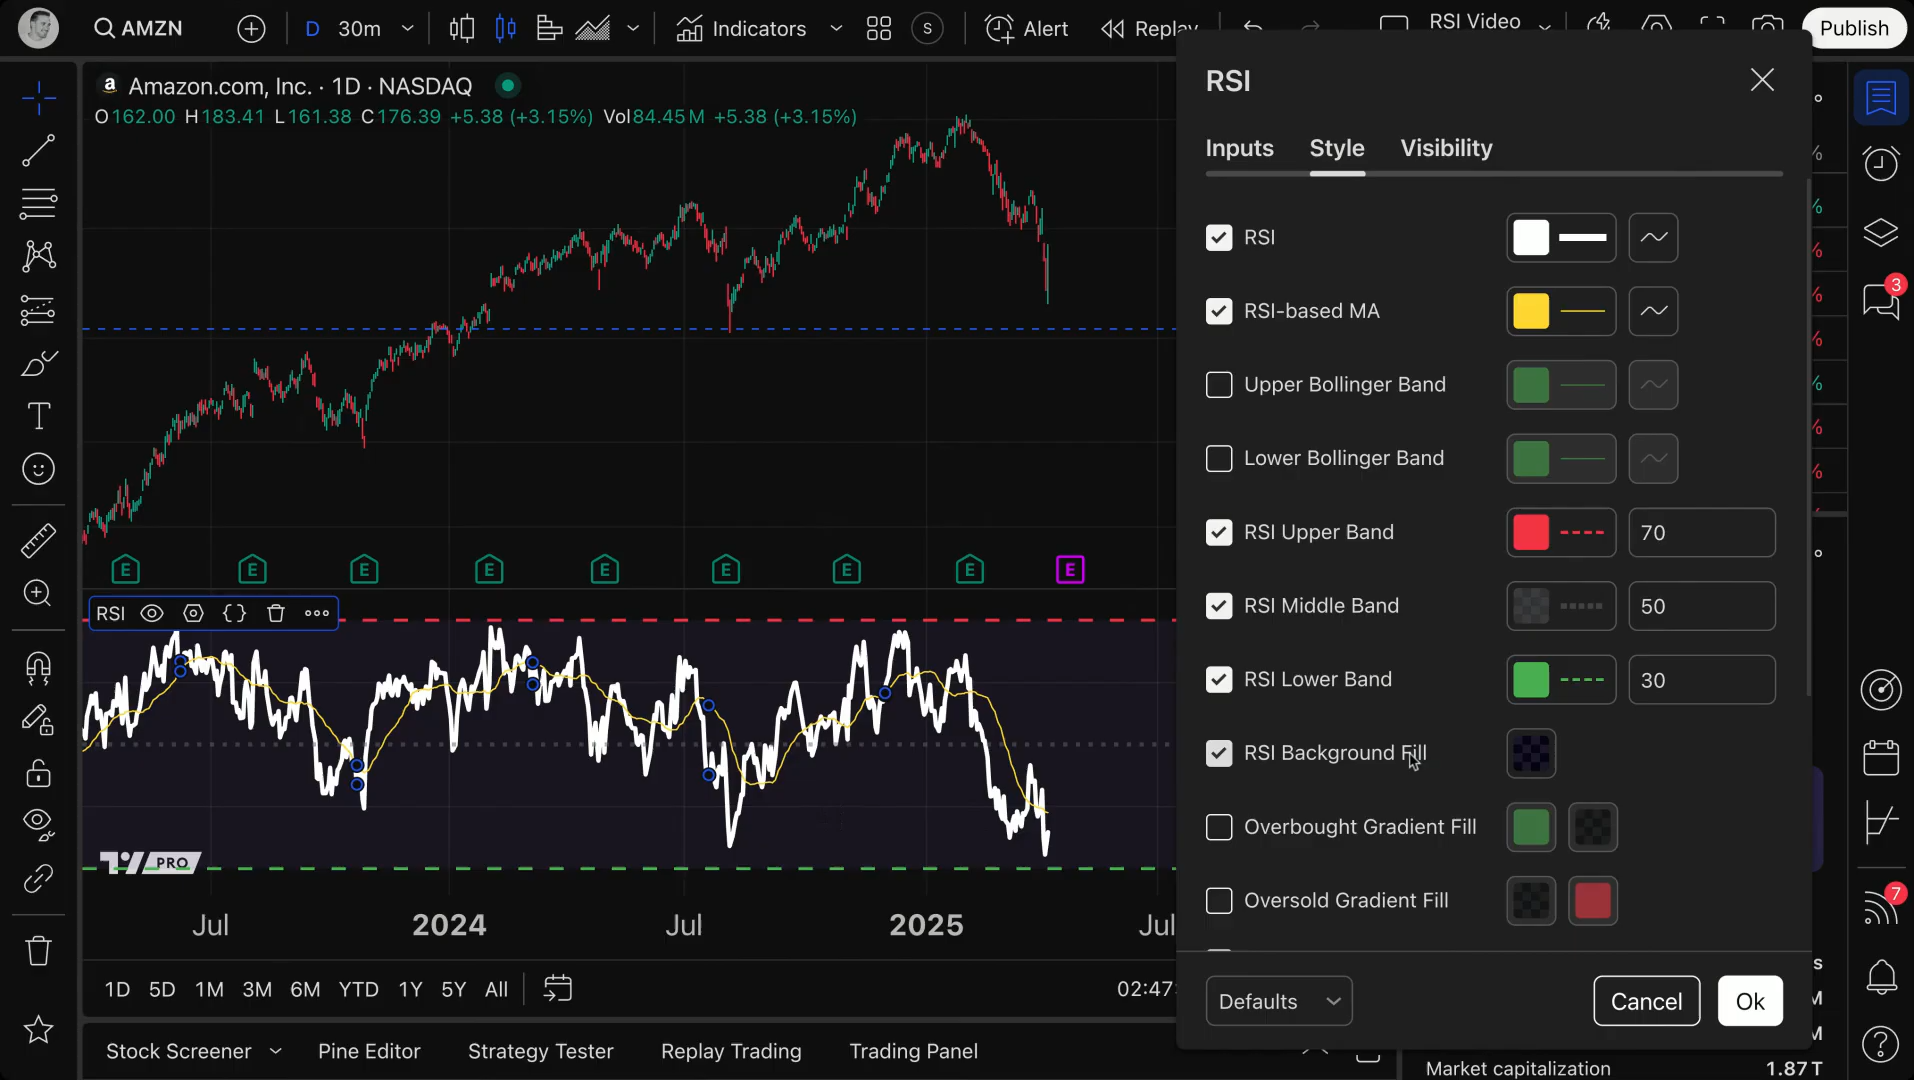 AMZN
D
30m
Indicators
S
Alert
Replay
RSI Video
Publish
a Amazon.com, Inc. · 1D · NASDAQ
O162.00 H183.41 L161.38 C176.39 +5.38 (+3.15%) Vol84.45M +5.38 (+3.15%)
RSI
Inputs
Style
Visibility
RSI
RSI-based MA
Upper Bollinger Band
Lower Bollinger Band
RSI Upper Band
70
RSI Middle Band
50
RSI Lower Band
30
RSI Background Fill
Overbought Gradient Fill
Oversold Gradient Fill
Defaults
Cancel
Ok
E E E E E E E E E
RSI
PRO
Jul 2024 Jul 2025 Jul
1D 5D 1M 3M 6M YTD 1Y 5Y All
02:47:
Stock Screener
Pine Editor
Strategy Tester
Replay Trading
Trading Panel
Market capitalization
1.87T
%
%
%
%
%
%
%
%
%
s
M
M
3
7